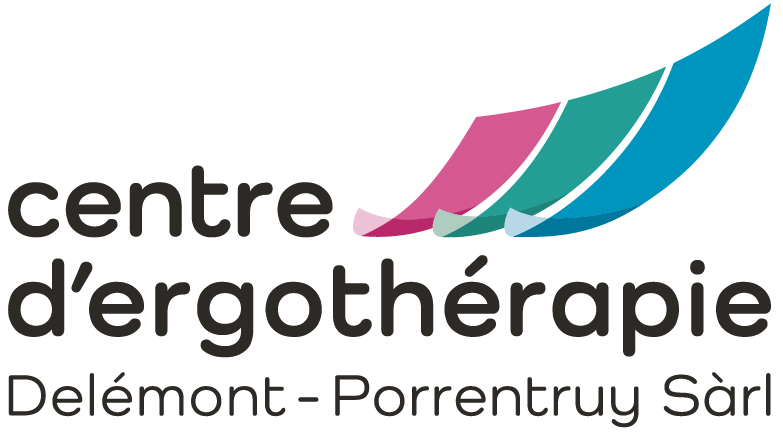 centre
d'ergothérapie
Delémont - Porrentruy Sàrl